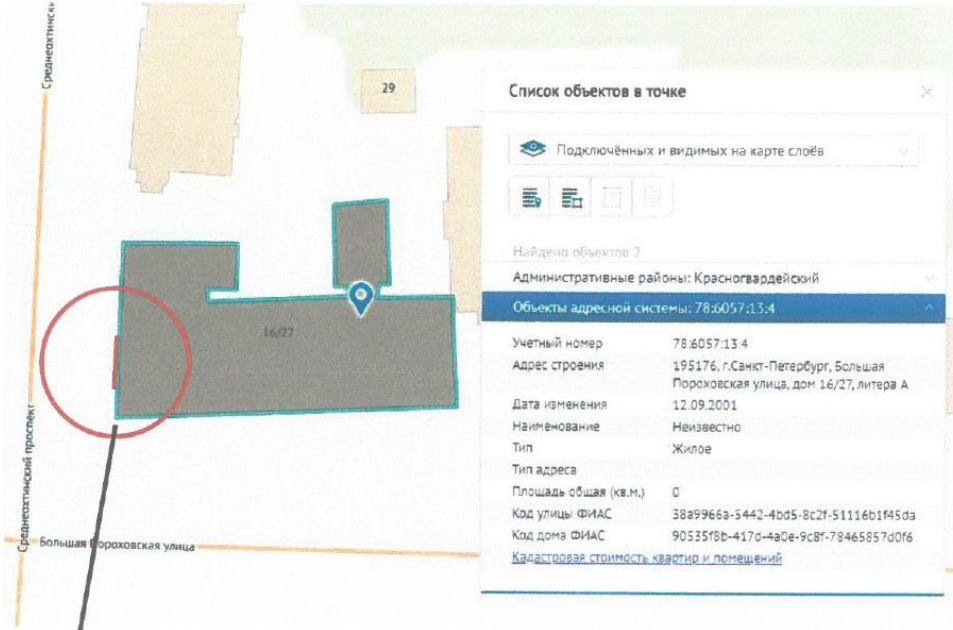 Среднеохтински
29
16/27
Среднеохтинский проспект
Большая Пороховская улица
Список объектов в точке
Подключённых и видимых на карте слоёв
Найдено объектов 2
Административные районы: Красногвардейский
Объекты адресной системы: 78:6057:13:4
Учетный номер 78:6057:13:4
Адрес строения 195176, г.Санкт-Петербург, Большая
Пороховская улица, дом 16/27, литера А
Дата изменения 12.09.2001
Наименование Неизвестно
Тип Жилое
Тип адреса
Площадь общая (кв.м.) 0
Код улицы ФИАС 38a9966a-5442-4bd5-8c2f-51116b1f45da
Код дома ФИАС 90535f8b-417d-4a0e-9c8f-78465857d0f6
Кадастровая стоимость квартир и помещений